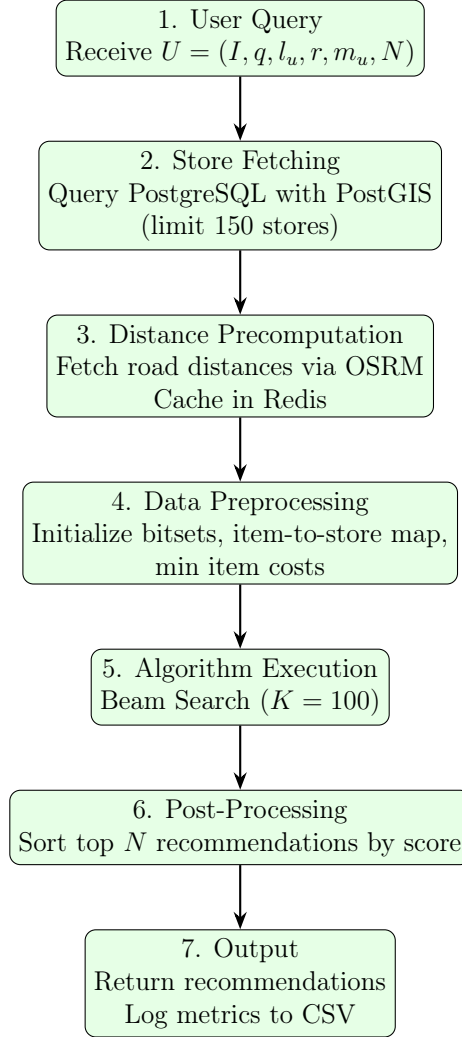 1. User Query
Receive U = (I, q, l_u, r, m_u, N)
2. Store Fetching
Query PostgreSQL with PostGIS
(limit 150 stores)
3. Distance Precomputation
Fetch road distances via OSRM
Cache in Redis
4. Data Preprocessing
Initialize bitsets, item-to-store map,
min item costs
5. Algorithm Execution
Beam Search (K = 100)
6. Post-Processing
Sort top N recommendations by score
7. Output
Return recommendations
Log metrics to CSV